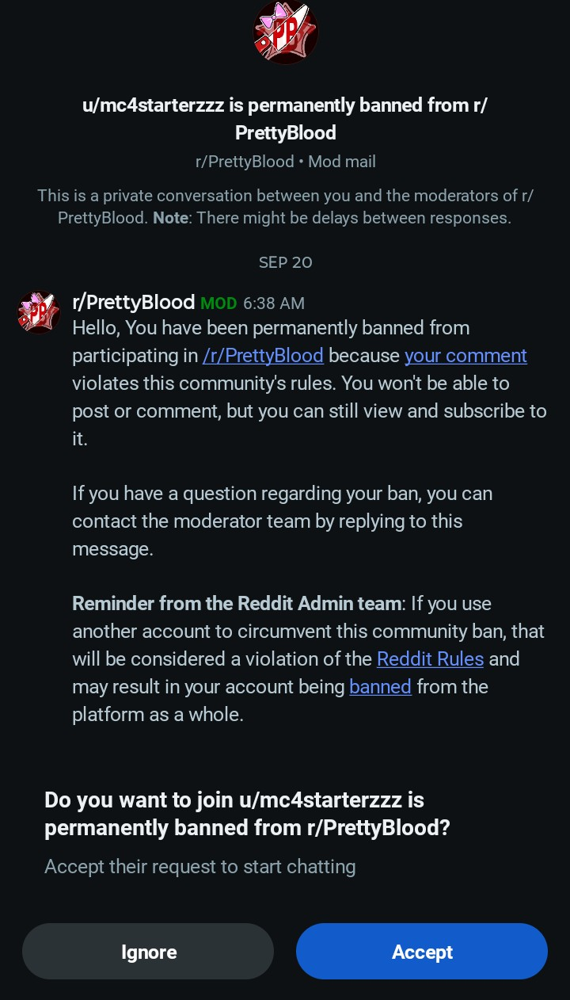 PB
u/mc4starterzzz is permanently banned from r/
PrettyBlood
r/PrettyBlood • Mod mail
This is a private conversation between you and the moderators of r/
PrettyBlood. Note: There might be delays between responses.
SEP 20
PB
r/PrettyBlood MOD 6:38 AM
Hello, You have been permanently banned from
participating in /r/PrettyBlood because your comment
violates this community's rules. You won't be able to
post or comment, but you can still view and subscribe to
it.
If you have a question regarding your ban, you can
contact the moderator team by replying to this
message.
Reminder from the Reddit Admin team: If you use
another account to circumvent this community ban, that
will be considered a violation of the Reddit Rules and
may result in your account being banned from the
platform as a whole.
Do you want to join u/mc4starterzzz is
permanently banned from r/PrettyBlood?
Accept their request to start chatting
Ignore
Accept